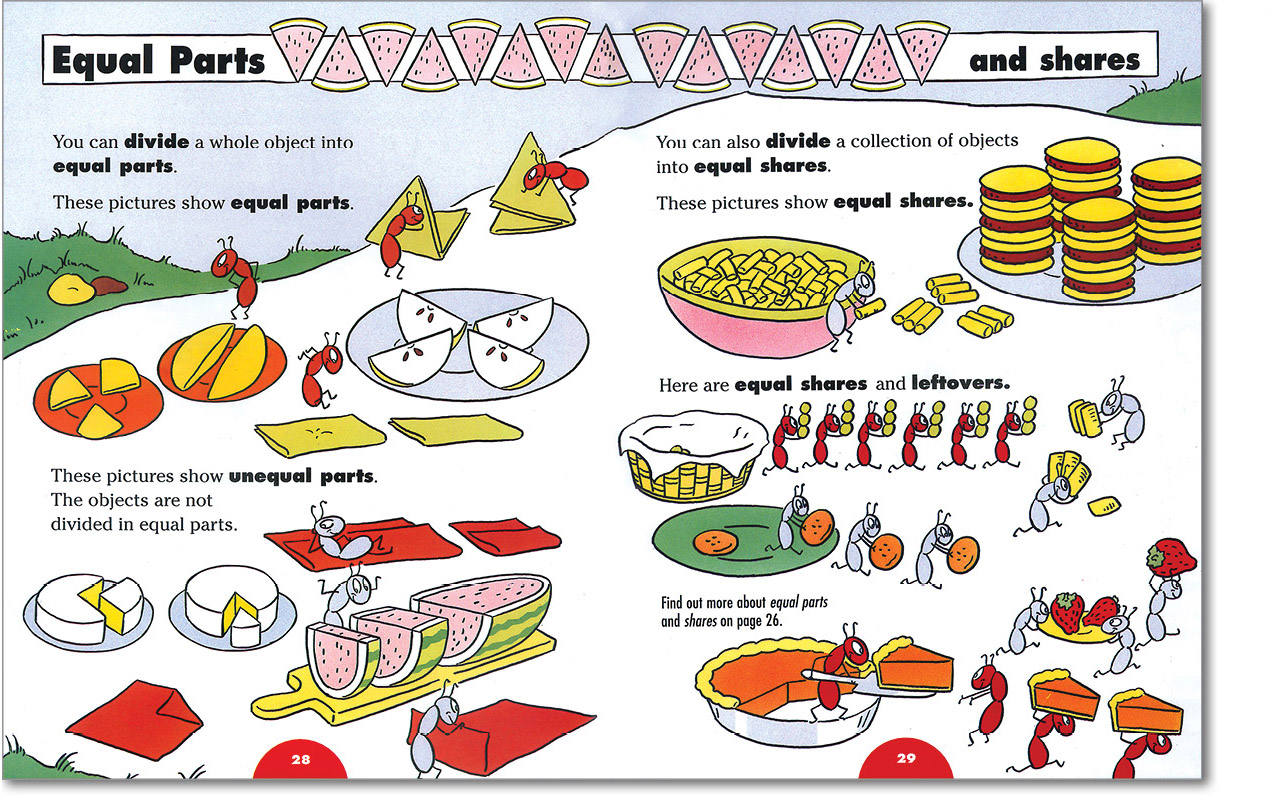 Equal Parts
and shares
You can divide a whole object into
equal parts.
These pictures show equal parts.
These pictures show unequal parts.
The objects are not
divided in equal parts.
28
You can also divide a collection of objects
into equal shares.
These pictures show equal shares.
Here are equal shares and leftovers.
Find out more about equal parts
and shares on page 26.
29